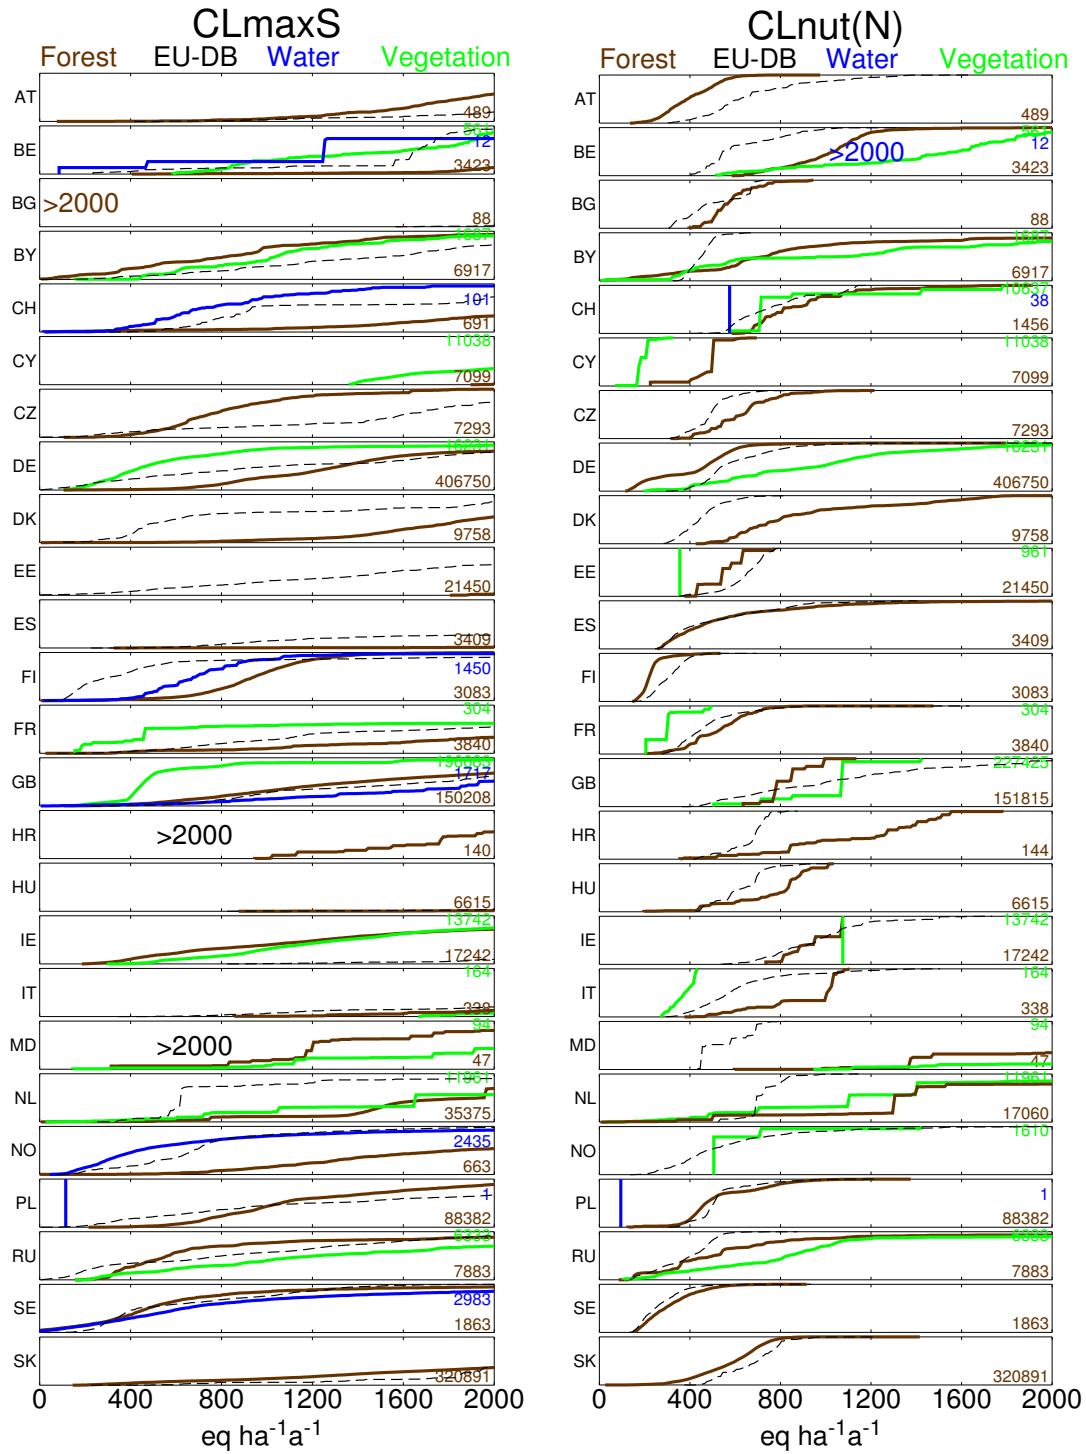 CLmaxS
Forest EU-DB Water Vegetation
AT 489
BE 561 12 3423
BG >2000 88
BY 1687 6917
CH 101 691
CY 11038 7099
CZ 7293
DE 406750
DK 9758
EE 21450
ES 3409
FI 1450 3083
FR 304 3840
GB 1717 150208
HR >2000 140
HU 6615
IE 13742 17242
IT 164 338
MD >2000 94 47
NL 11961 35375
NO 2435 663
PL 1 88382
RU 7883
SE 2983 1863
SK 320891
0 400 800 1200 1600 2000
eq ha⁻¹a⁻¹
CLnut(N)
Forest EU-DB Water Vegetation
AT 489
BE >2000 561 12 3423
BG 88
BY 1687 6917
CH 10637 38 1456
CY 11038 7099
CZ 7293
DE 16231 406750
DK 9758
EE 961 21450
ES 3409
FI 3083
FR 304 3840
GB 227425 151815
HR 144
HU 6615
IE 13742 17242
IT 164 338
MD 94 47
NL 11961 17060
NO 1610
PL 1 88382
RU 7883
SE 1863
SK 320891
0 400 800 1200 1600 2000
eq ha⁻¹a⁻¹